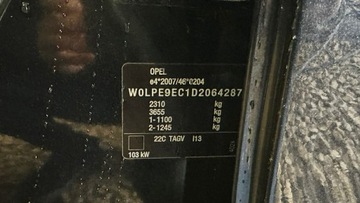 OPEL
e4*2007/46*0204
W0LPE9EC1D2064287
2310 kg
3655 kg
1-1100 kg
2-1245 kg
22C TAGV I13
103 kW